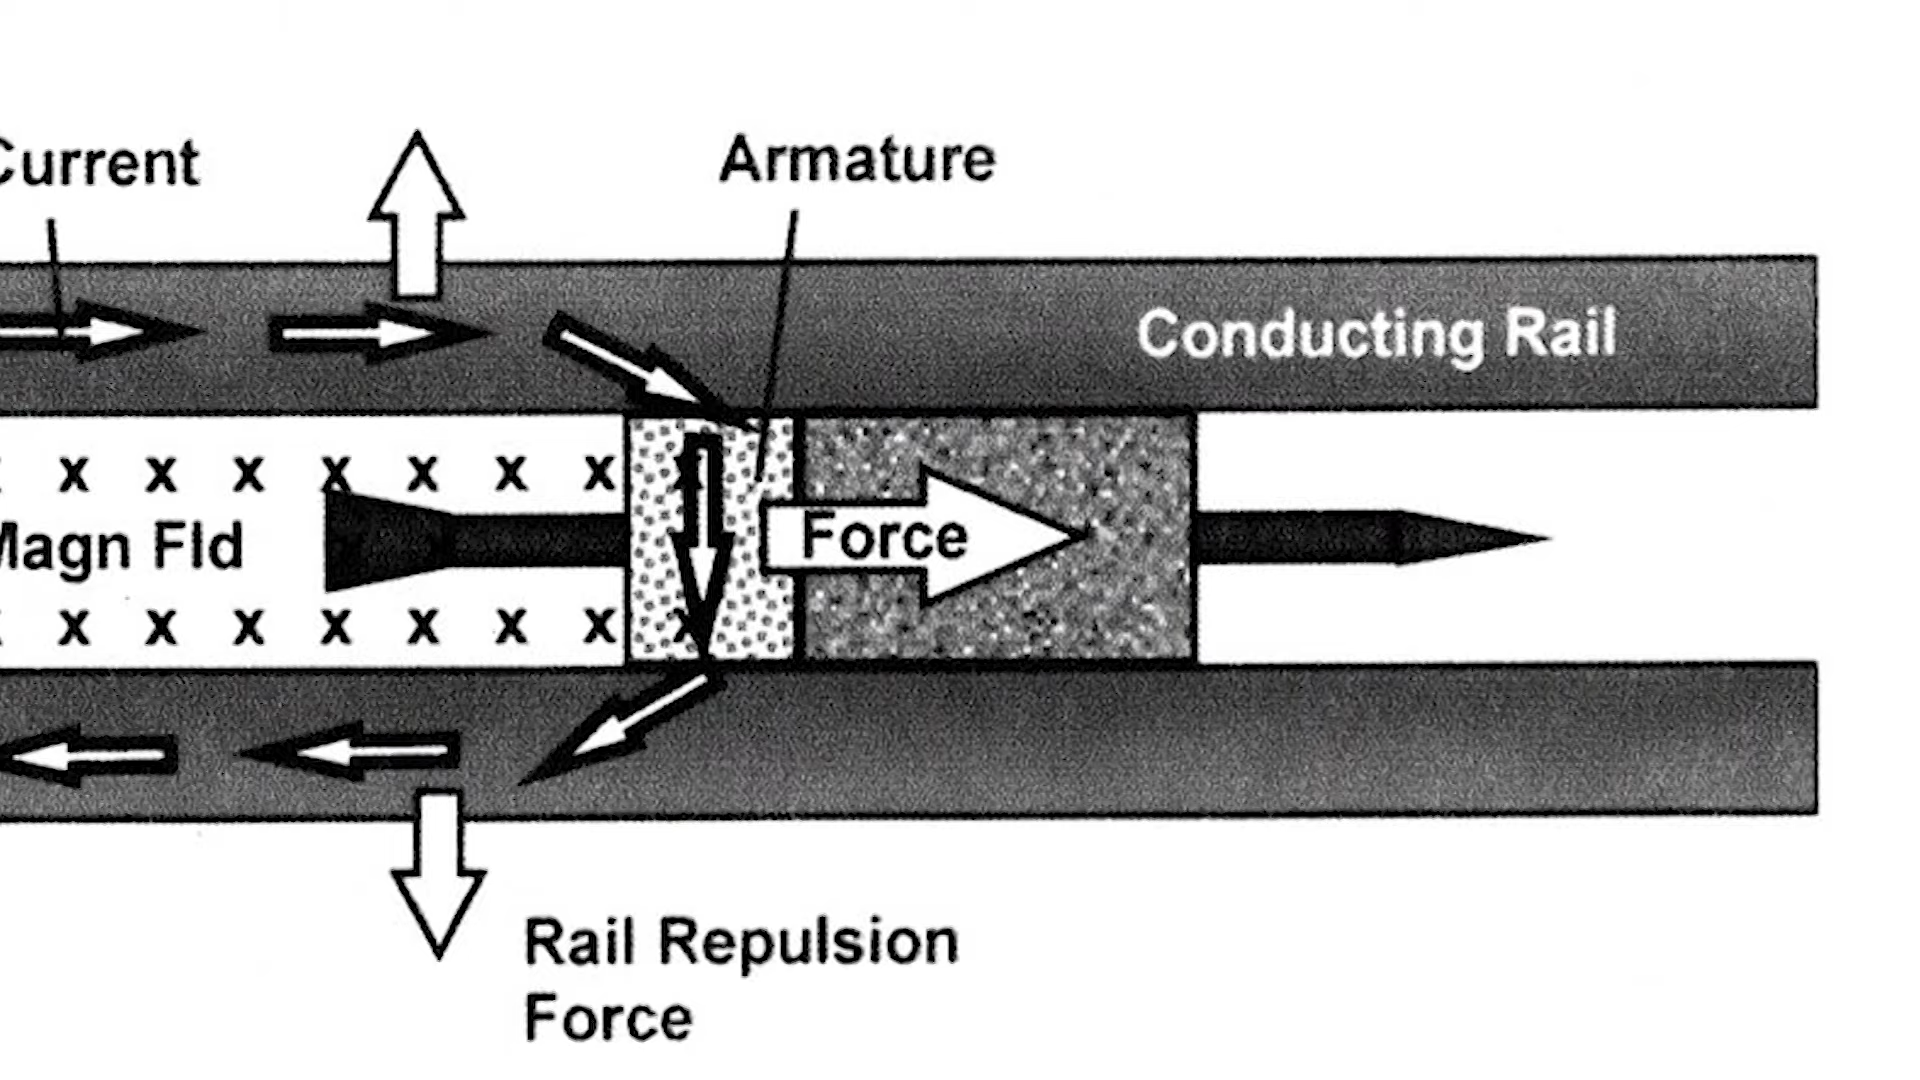 Current
Armature
Conducting Rail
x x x x x x x x
Magn Fld
Force
x x x x x x x x
Rail Repulsion
Force